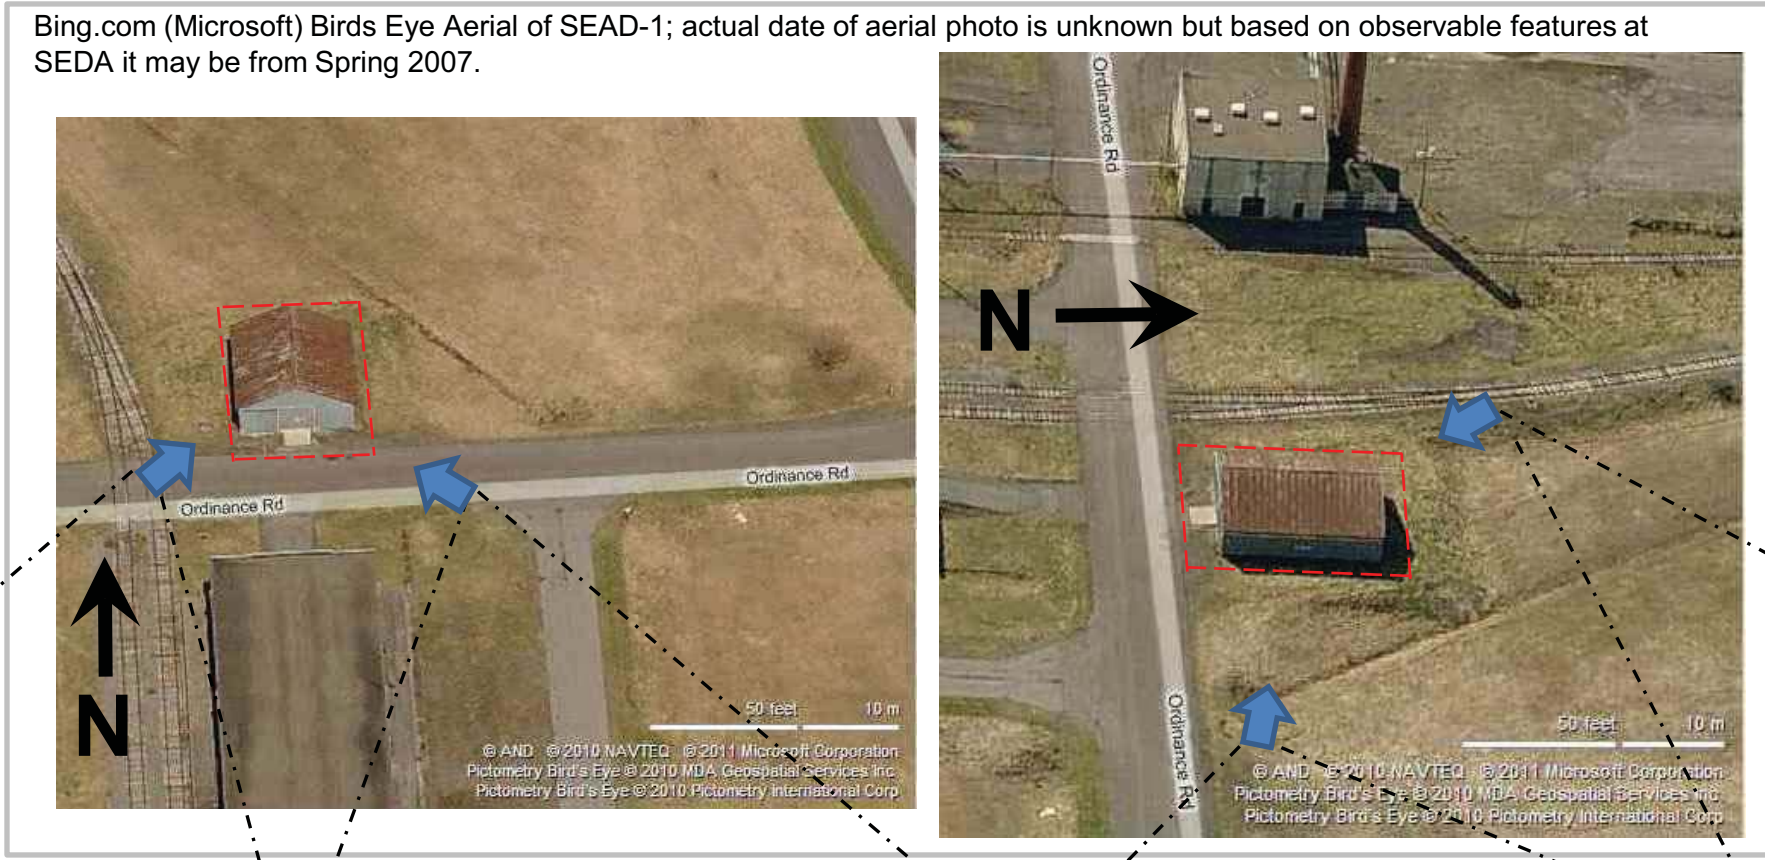 Bing.com (Microsoft) Birds Eye Aerial of SEAD-1; actual date of aerial photo is unknown but based on observable features at
SEDA it may be from Spring 2007.
Ordinance Rd
Ordinance Rd
N
50 feet 10 m
© AND © 2010 NAVTEQ © 2011 Microsoft Corporation
Pictometry Bird's Eye © 2010 MDA Geospatial Services Inc.
Pictometry Bird's Eye © 2010 Pictometry International Corp
Ordinance Rd
N
Ordinance Rd
50 feet 10 m
© AND © 2010 NAVTEQ © 2011 Microsoft Corporation
Pictometry Bird's Eye © 2010 MDA Geospatial Services Inc
Pictometry Bird's Eye © 2010 Pictometry International Corp